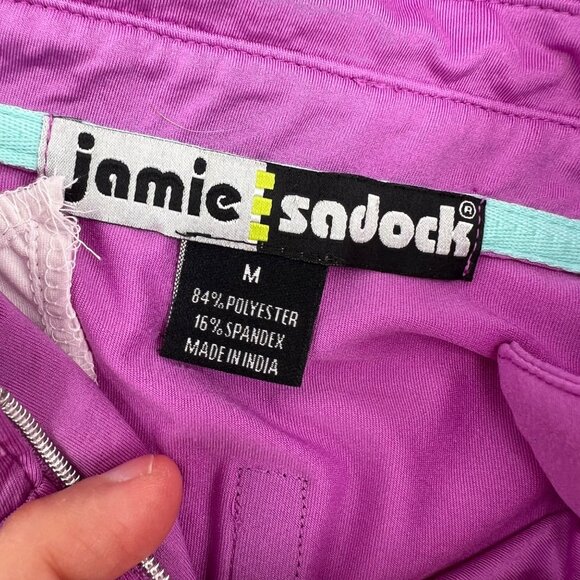 jamie sadock®
M
84% POLYESTER
16% SPANDEX
MADE IN INDIA